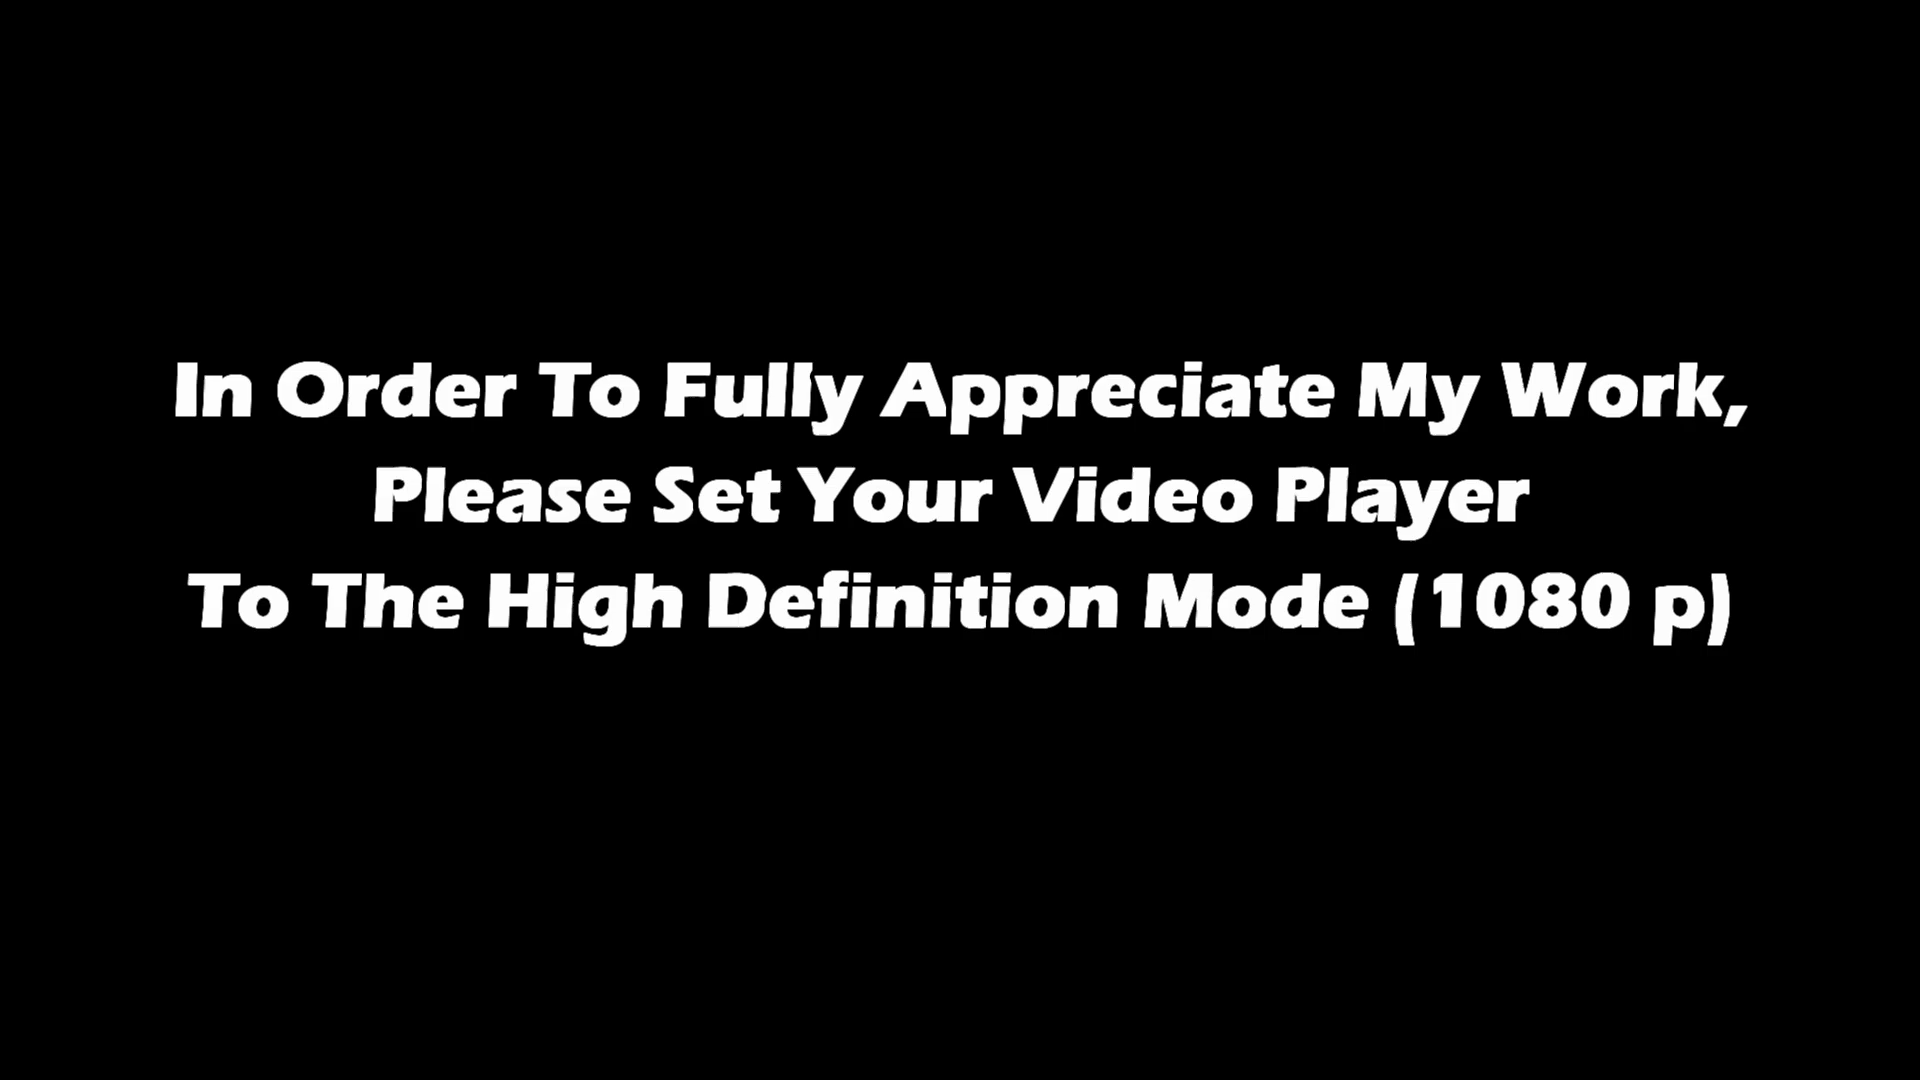 In Order To Fully Appreciate My Work,
Please Set Your Video Player
To The High Definition Mode (1080 p)